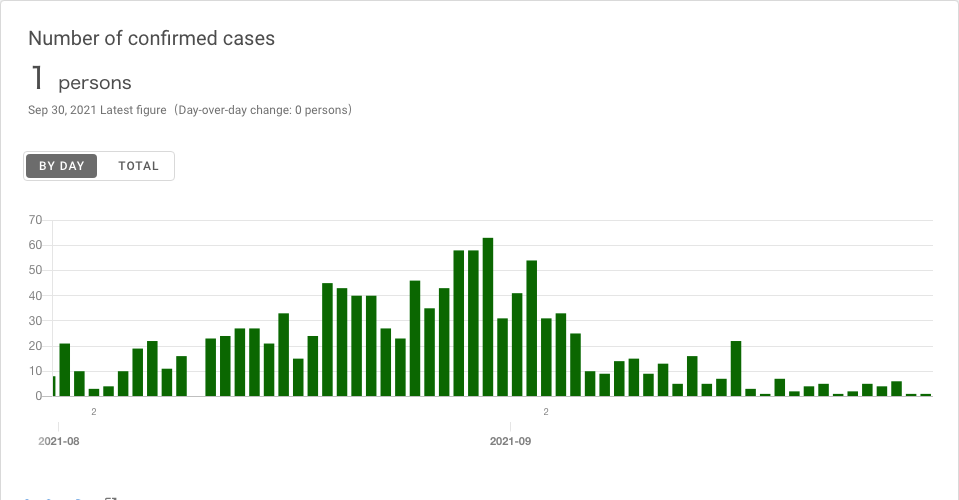 Number of confirmed cases
1 persons
Sep 30, 2021 Latest figure (Day-over-day change: 0 persons)
BY DAY TOTAL
70
60
50
40
30
20
10
0
2 2
2021-08 2021-09